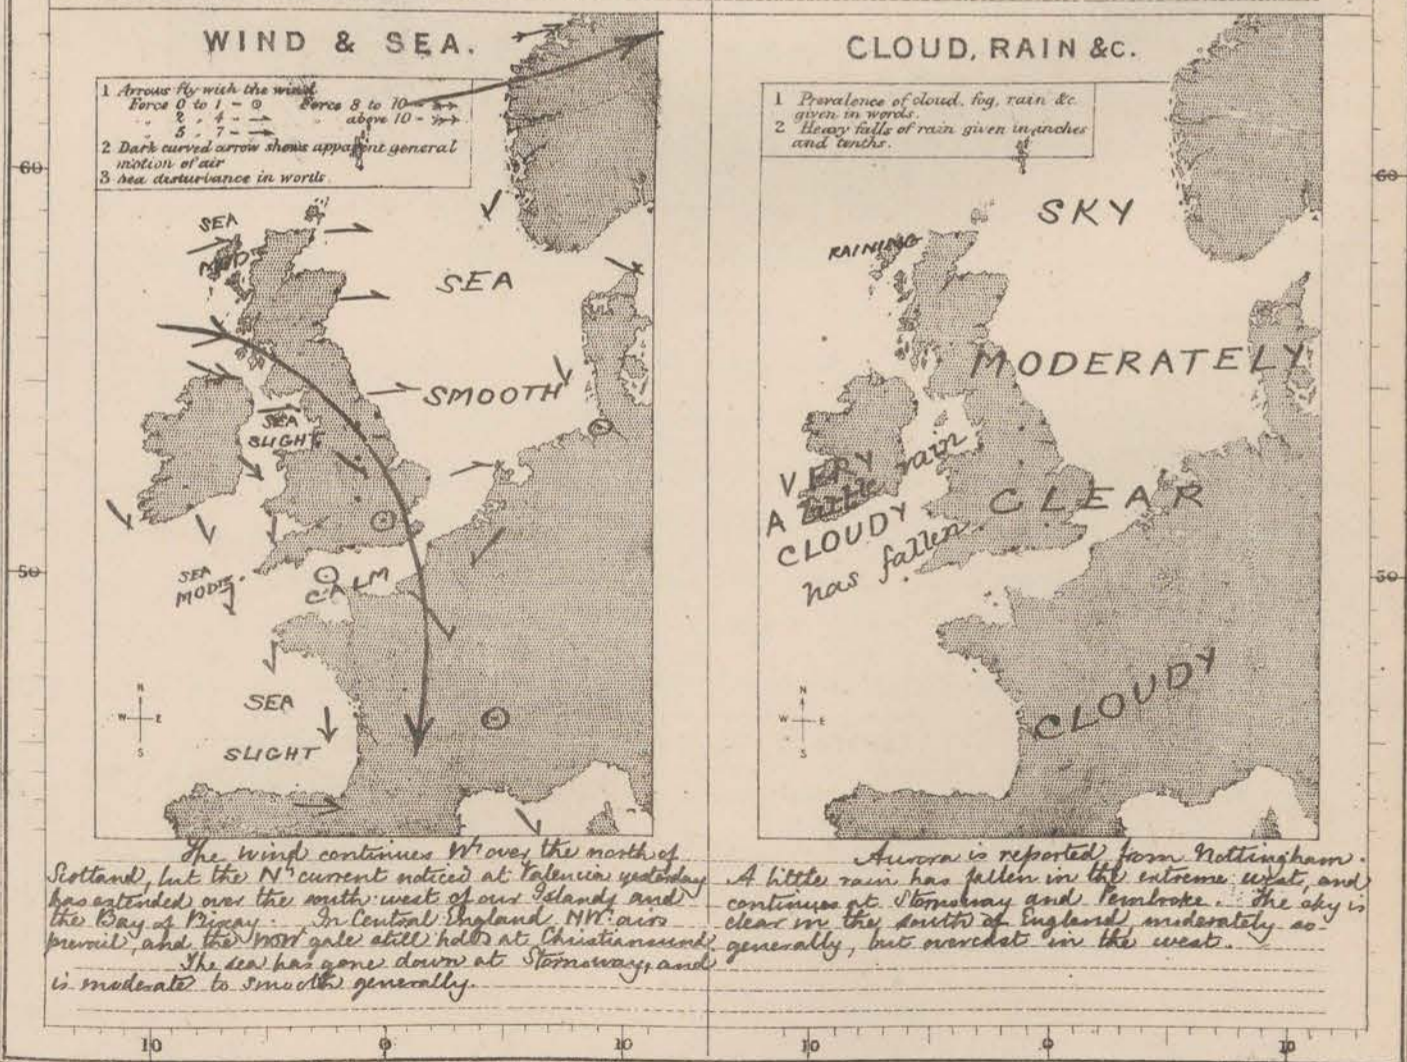 WIND & SEA.
1 Arrows fly with the wind
Force 0 to 1 - ⊙ Force 8 to 10 -
" 2 " 4 - → above 10 -
" 5 " 7 - →
2 Dark curved arrow shows apparent general
motion of air
3 Sea disturbance in words.
60
SEA
MODTE
SEA
SMOOTH
SEA
SLIGHT
50
SEA
MODTE
CALM
N
W E
S
SEA
SLIGHT
The wind continues Wly over the north of
Scotland, but the Nly current noticed at Valencia yesterday
has extended over the south-west of our Islands and
the Bay of Biscay. In Central England NWly airs
prevail, and the WSW gale still holds at Christiansund.
The sea has gone down at Stornoway, and
is moderate to smooth generally.
10 0 10
CLOUD, RAIN &c.
1 Prevalence of cloud, fog, rain &c.
given in words.
2 Heavy falls of rain given in inches
and tenths.
60
SKY
RAINING
MODERATELY
CLEAR
VERY
CLOUDY
A little rain
has fallen
50
CLOUDY
N
W E
S
Aurora is reported from Nottingham.
A little rain has fallen in the extreme west, and
continues at Stornoway and Pembroke. The sky is
clear in the south of England, moderately so
generally, but overcast in the west.
10 0 10